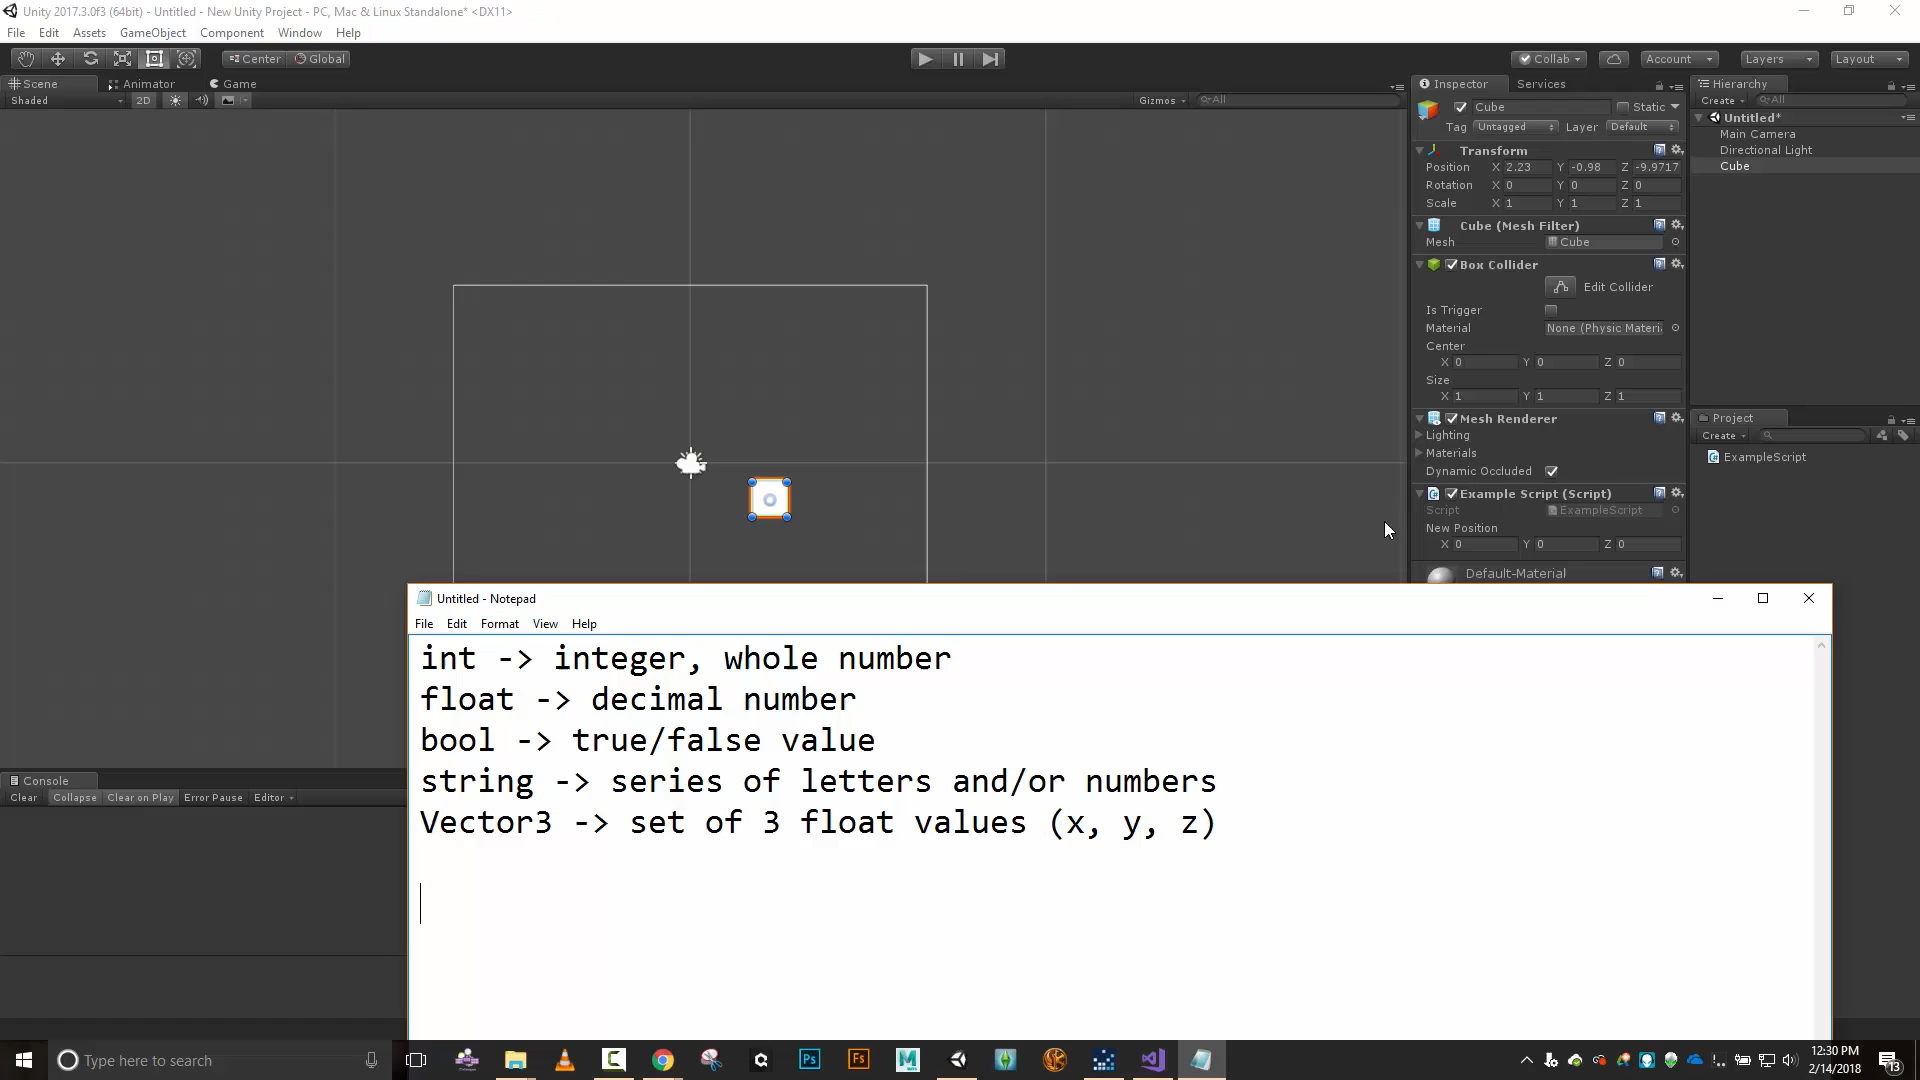 Unity 2017.3.0f3 (64bit) - Untitled - New Unity Project - PC, Mac & Linux Standalone* <DX11>
File Edit Assets GameObject Component Window Help
Center Global
Collab Account Layers Layout
Scene Animator Game
Shaded 2D Gizmos All
Inspector Services
Cube Static
Tag Untagged Layer Default
Transform
Position X 2.23 Y -0.98 Z -9.9717
Rotation X 0 Y 0 Z 0
Scale X 1 Y 1 Z 1
Cube (Mesh Filter)
Mesh Cube
Box Collider
Edit Collider
Is Trigger
Material None (Physic Materi
Center
X 0 Y 0 Z 0
Size
X 1 Y 1 Z 1
Mesh Renderer
Lighting
Materials
Dynamic Occluded
Example Script (Script)
Script ExampleScript
New Position
X 0 Y 0 Z 0
Default-Material
Hierarchy
Create All
Untitled*
Main Camera
Directional Light
Cube
Project
Create
ExampleScript
Console
Clear Collapse Clear on Play Error Pause Editor
Untitled - Notepad
File Edit Format View Help
int -> integer, whole number
float -> decimal number
bool -> true/false value
string -> series of letters and/or numbers
Vector3 -> set of 3 float values (x, y, z)
Type here to search
Ps
Fs
M
12:30 PM
2/14/2018
13